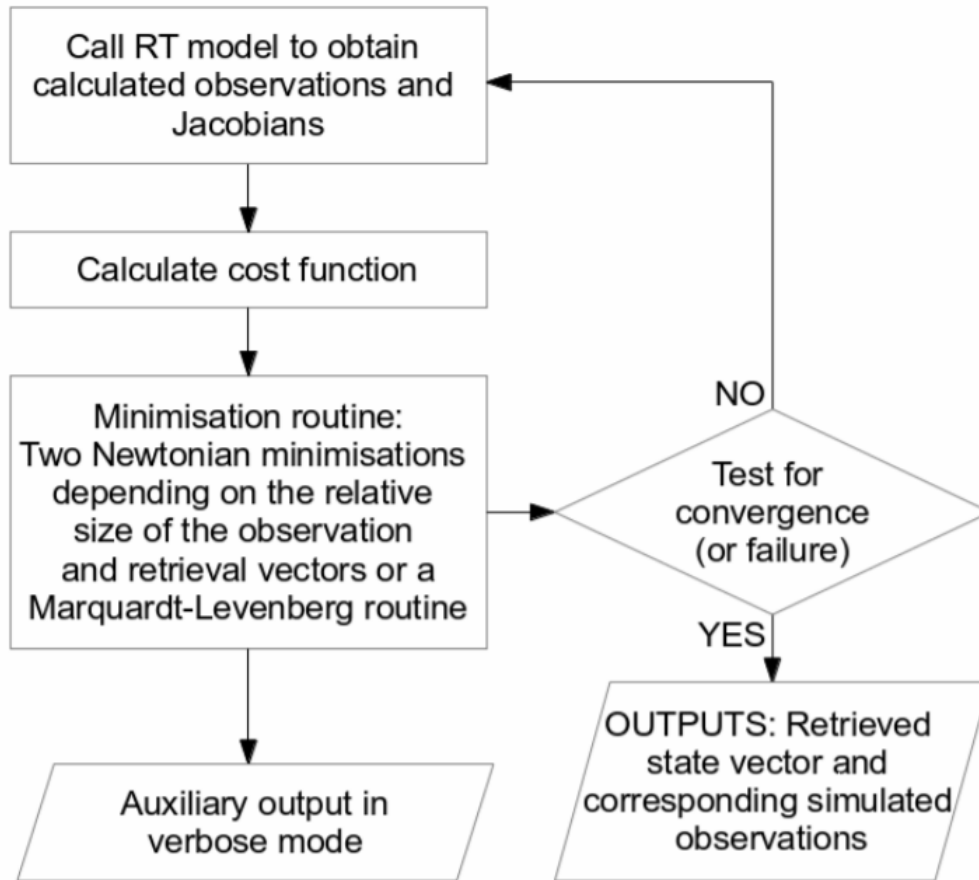 Call RT model to obtain
calculated observations and
Jacobians
Calculate cost function
Minimisation routine:
Two Newtonian minimisations
depending on the relative
size of the observation
and retrieval vectors or a
Marquardt-Levenberg routine
NO
Test for
convergence
(or failure)
YES
OUTPUTS: Retrieved
state vector and
corresponding simulated
observations
Auxiliary output in
verbose mode